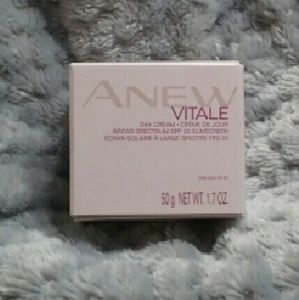 ANEW
VITALE
DAY CREAM • CRÈME DE JOUR
BROAD SPECTRUM SPF 25 SUNSCREEN
ÉCRAN SOLAIRE À LARGE SPECTRE FPS 25
50 g NET WT. 1.7 OZ.